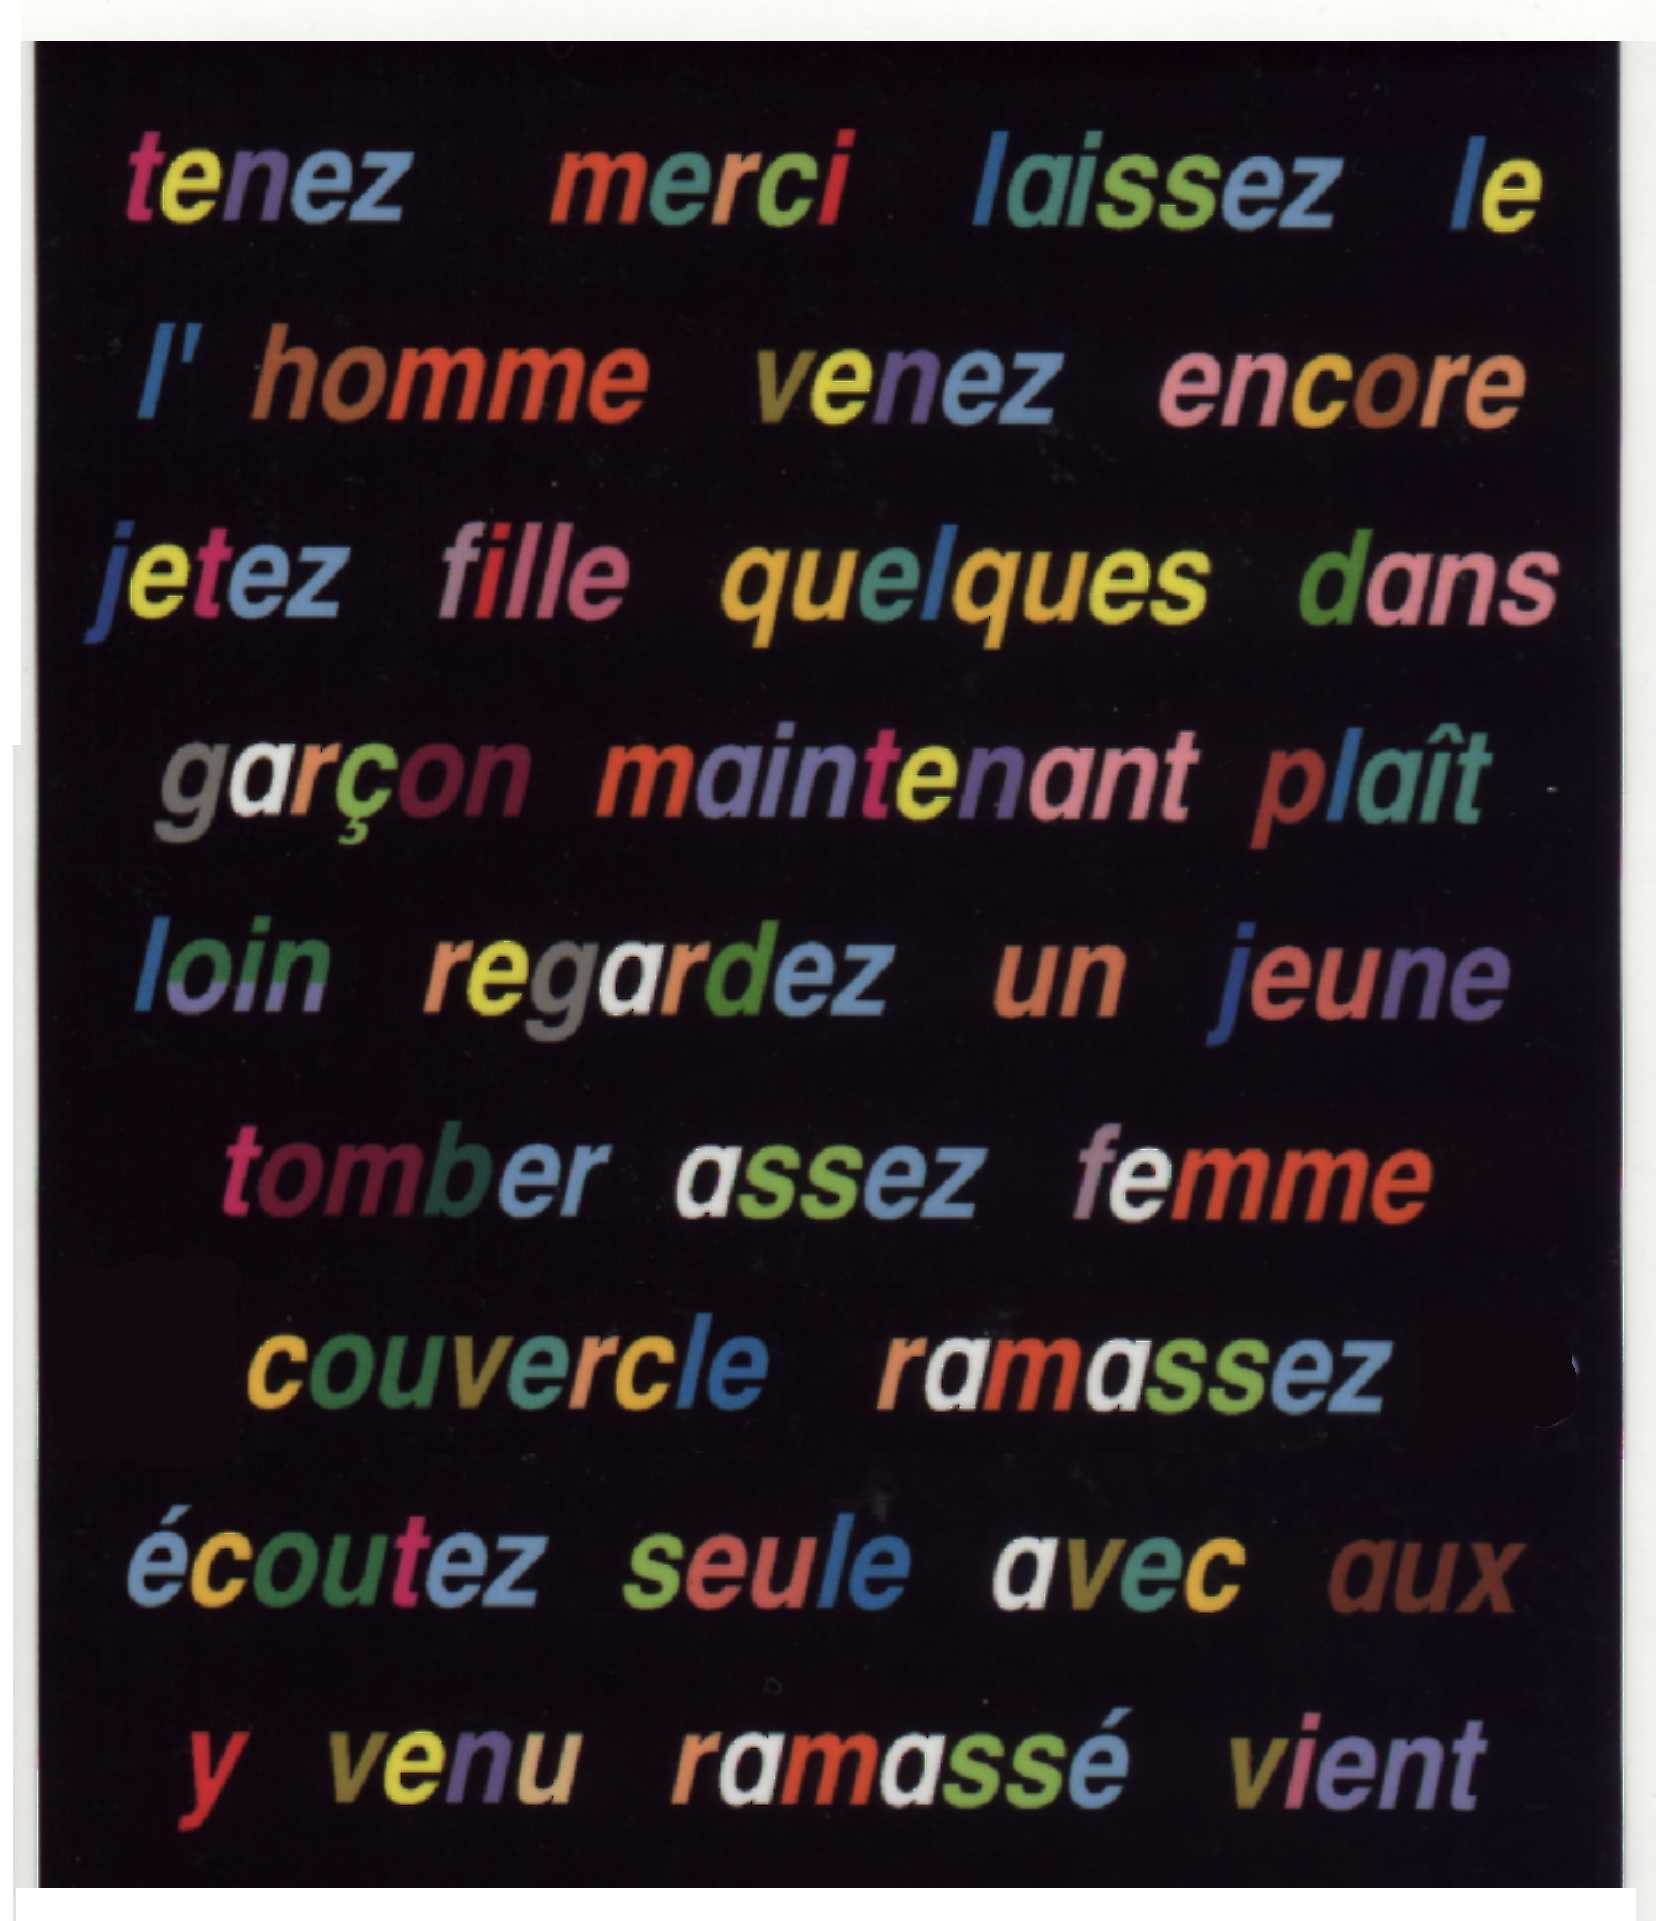 tenez merci laissez le
l' homme venez encore
jetez fille quelques dans
garçon maintenant plaît
loin regardez un jeune
tomber assez femme
couvercle ramassez
écoutez seule avec aux
y venu ramassé vient